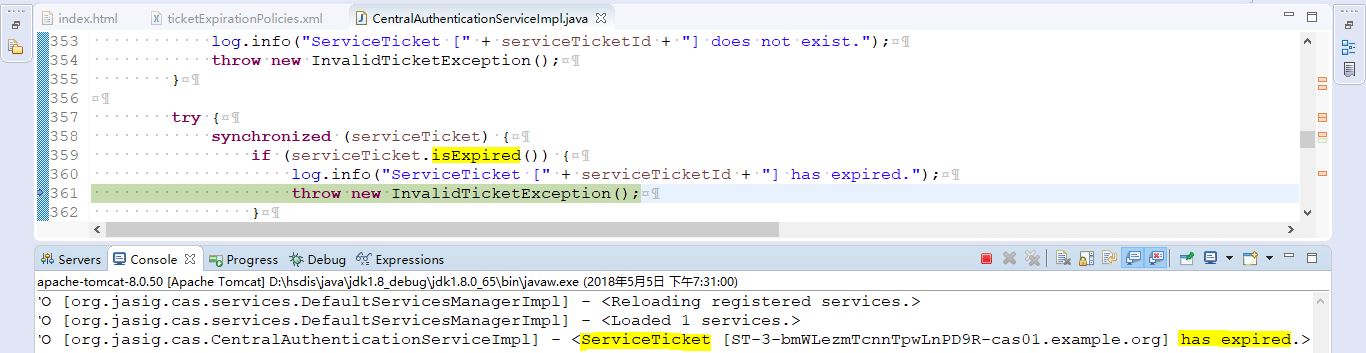 index.html ticketExpirationPolicies.xml CentralAuthenticationServiceImpl.java
353 log.info("ServiceTicket [" + serviceTicketId + "] does not exist.");¤¶
354 throw new InvalidTicketException();¤¶
355 }¤¶
356 ¤¶
357 try {¤¶
358 synchronized (serviceTicket) {¤¶
359 if (serviceTicket.isExpired()) {¤¶
360 log.info("ServiceTicket [" + serviceTicketId + "] has expired.");¤¶
361 throw new InvalidTicketException();¤¶
362 }¤¶
Servers Console Progress Debug Expressions
apache-tomcat-8.0.50 [Apache Tomcat] D:\hsdis\java\jdk1.8_debug\jdk1.8.0_65\bin\javaw.exe (2018年5月5日 下午7:31:00)
'O [org.jasig.cas.services.DefaultServicesManagerImpl] - <Reloading registered services.>
'O [org.jasig.cas.services.DefaultServicesManagerImpl] - <Loaded 1 services.>
'O [org.jasig.cas.CentralAuthenticationServiceImpl] - <ServiceTicket [ST-3-bmWLezmTcnnTpwLnPD9R-cas01.example.org] has expired.>